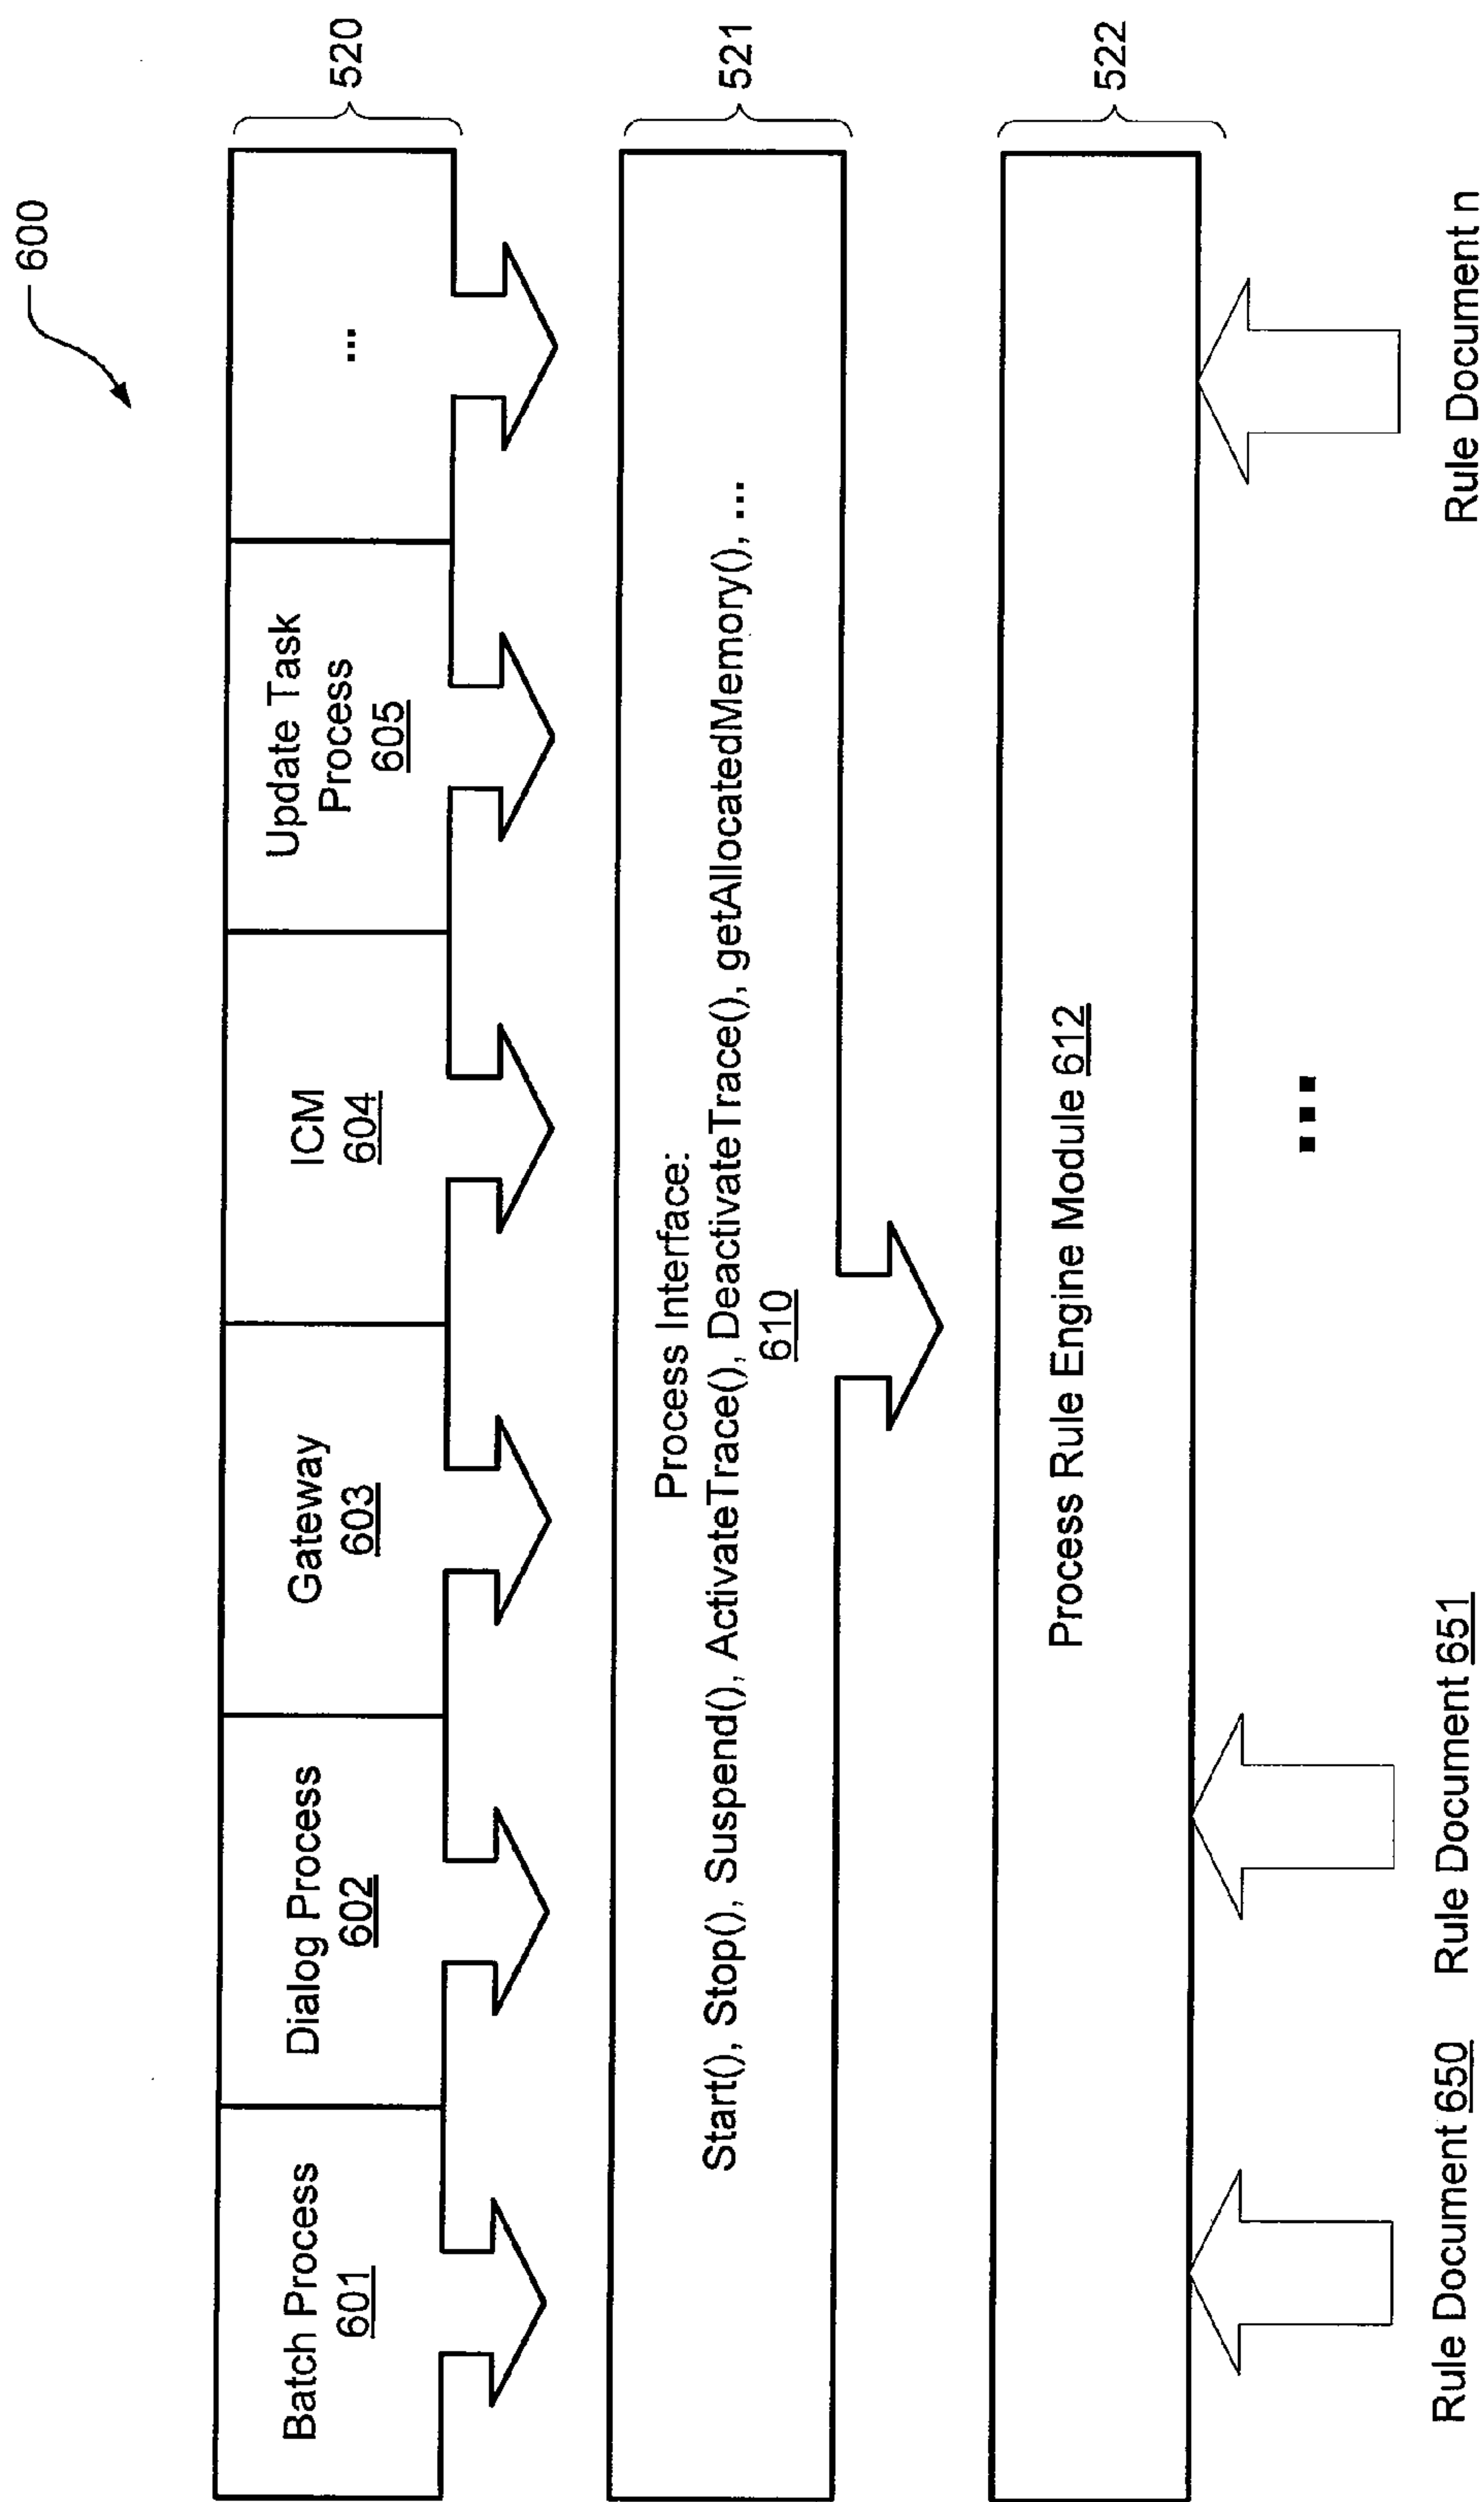 600
Batch Process
601
Dialog Process
602
Gateway
603
ICM
604
Update Task
Process
605
...
520
Process Interface:
Start(), Stop(), Suspend(), ActivateTrace(), DeactivateTrace(), getAllocatedMemory(), ...
610
521
Process Rule Engine Module 612
522
...
Rule Document 650
Rule Document 651
Rule Document n